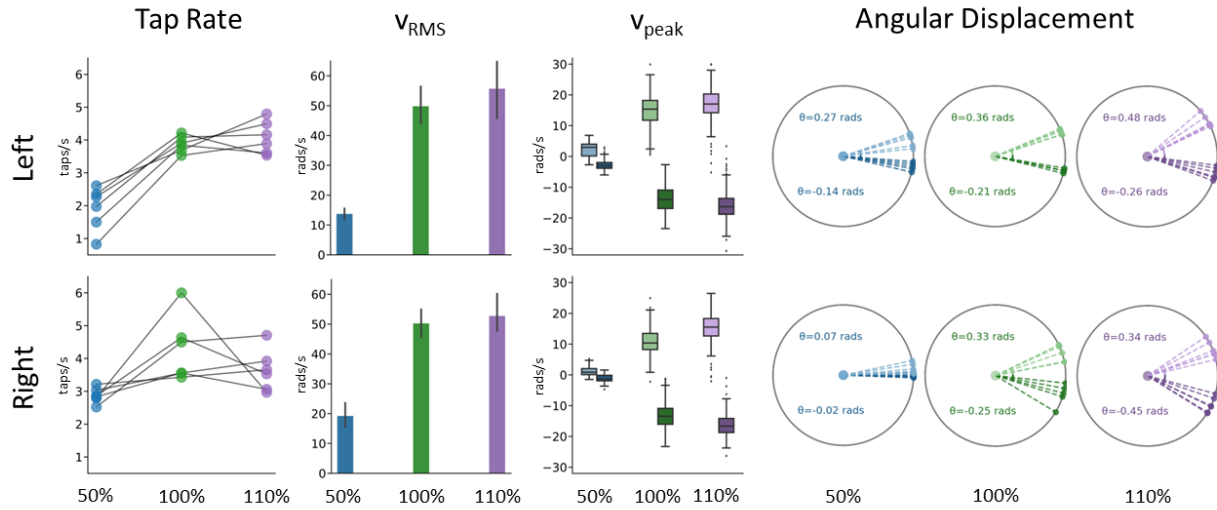 Tap Rate
v_RMS
v_peak
Angular Displacement
Left
taps/s
6
5
4
3
2
1
rads/s
60
50
40
30
20
10
0
rads/s
30
20
10
0
−10
−20
−30
θ=0.27 rads
θ=-0.14 rads
θ=0.36 rads
θ=-0.21 rads
θ=0.48 rads
θ=-0.26 rads
Right
taps/s
6
5
4
3
2
1
rads/s
60
50
40
30
20
10
0
rads/s
30
20
10
0
−10
−20
−30
θ=0.07 rads
θ=-0.02 rads
θ=0.33 rads
θ=-0.25 rads
θ=0.34 rads
θ=-0.45 rads
50% 100% 110%
50% 100% 110%
50% 100% 110%
50% 100% 110%